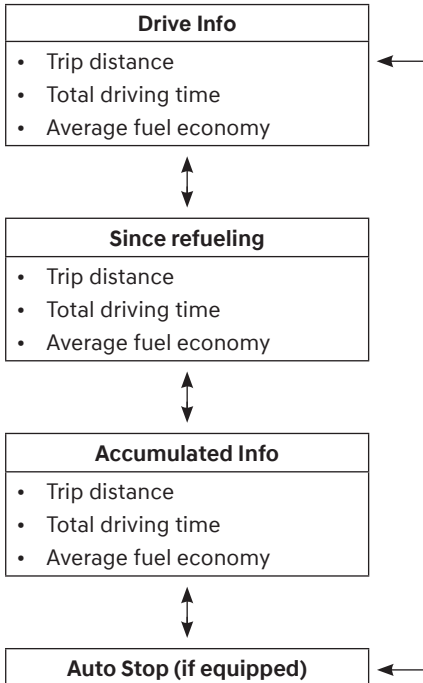 Drive Info
• Trip distance
• Total driving time
• Average fuel economy
Since refueling
• Trip distance
• Total driving time
• Average fuel economy
Accumulated Info
• Trip distance
• Total driving time
• Average fuel economy
Auto Stop (if equipped)